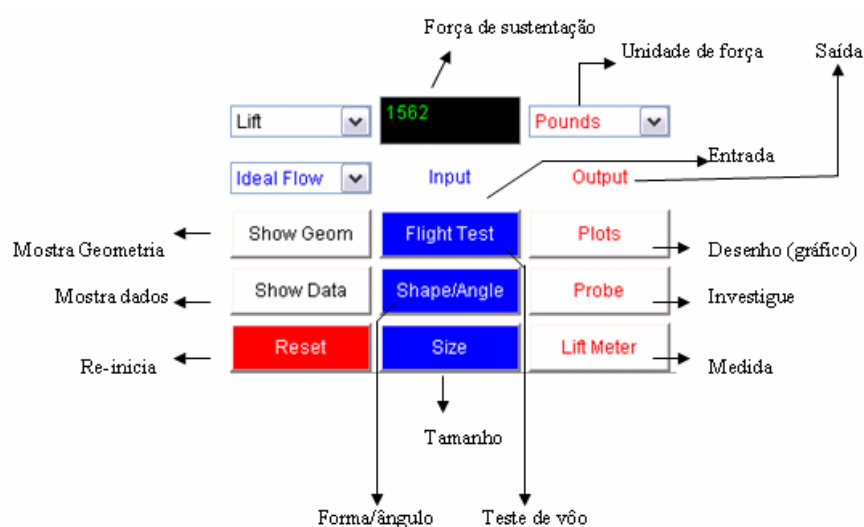 Força de sustentação
Unidade de força
Saída
Lift
1562
Pounds
Entrada
Ideal Flow
Input
Output
Show Geom
Flight Test
Plots
Mostra Geometria
Desenho (gráfico)
Show Data
Shape/Angle
Probe
Mostra dados
Investigue
Reset
Size
Lift Meter
Re-inicia
Medida
Tamanho
Forma/ângulo
Teste de vôo